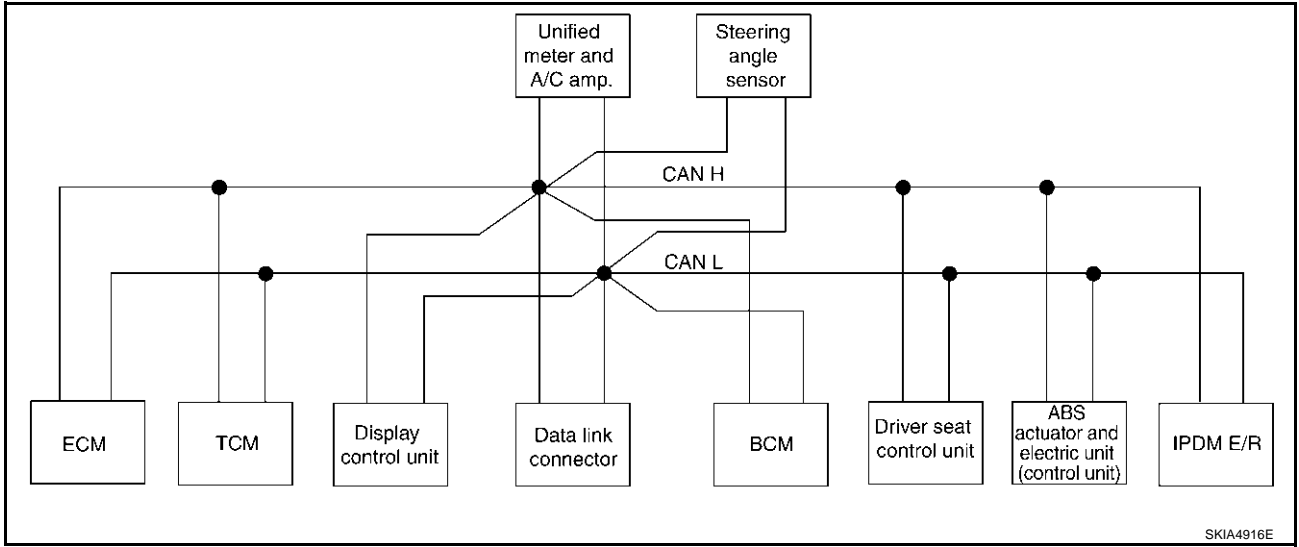 Unified
meter and
A/C amp.
Steering
angle
sensor
CAN H
CAN L
ECM
TCM
Display
control unit
Data link
connector
BCM
Driver seat
control unit
ABS
actuator and
electric unit
(control unit)
IPDM E/R
SKIA4916E